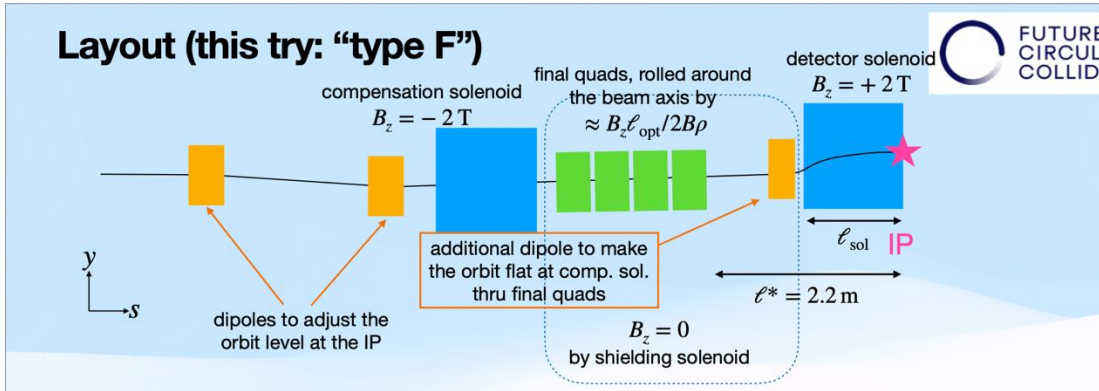 Layout (this try: “type F”)
FUTURE
CIRCUL
COLLID
compensation solenoid
B_z = − 2 T
final quads, rolled around
the beam axis by
≈ B_z ℓ_opt/2Bρ
detector solenoid
B_z = + 2 T
additional dipole to make
the orbit flat at comp. sol.
thru final quads
ℓ_sol
IP
ℓ* = 2.2 m
y
s
dipoles to adjust the
orbit level at the IP
B_z = 0
by shielding solenoid